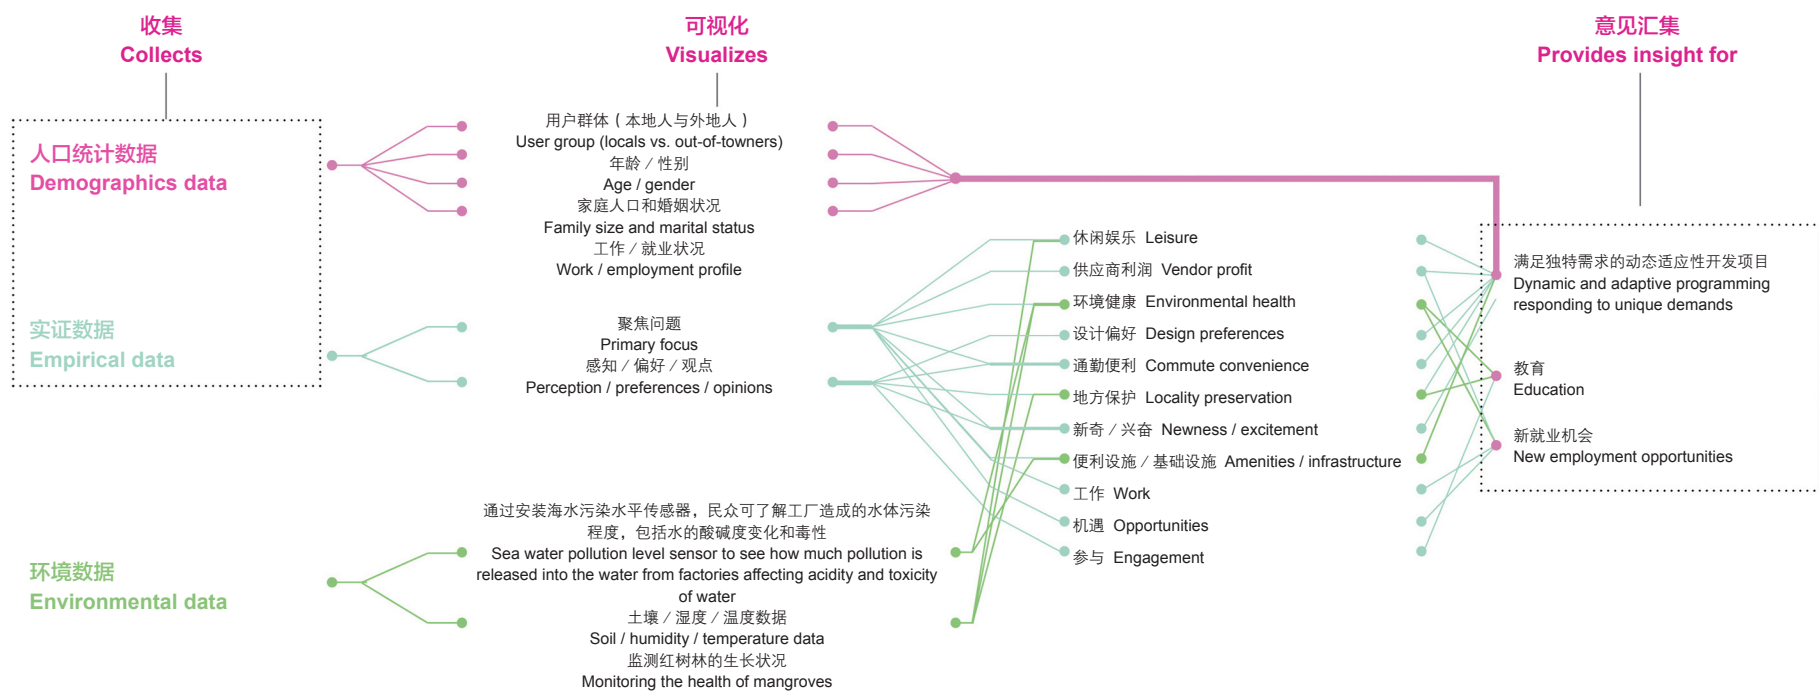 收集
Collects
可视化
Visualizes
意见汇集
Provides insight for
人口统计数据
Demographics data
实证数据
Empirical data
环境数据
Environmental data
用户群体（本地人与外地人）
User group (locals vs. out-of-towners)
年龄／性别
Age / gender
家庭人口和婚姻状况
Family size and marital status
工作／就业状况
Work / employment profile
聚焦问题
Primary focus
感知／偏好／观点
Perception / preferences / opinions
通过安装海水污染水平传感器，民众可了解工厂造成的水体污染
程度，包括水的酸碱度变化和毒性
Sea water pollution level sensor to see how much pollution is
released into the water from factories affecting acidity and toxicity
of water
土壤／湿度／温度数据
Soil / humidity / temperature data
监测红树林的生长状况
Monitoring the health of mangroves
休闲娱乐 Leisure
供应商利润 Vendor profit
环境健康 Environmental health
设计偏好 Design preferences
通勤便利 Commute convenience
地方保护 Locality preservation
新奇／兴奋 Newness / excitement
便利设施／基础设施 Amenities / infrastructure
工作 Work
机遇 Opportunities
参与 Engagement
满足独特需求的动态适应性开发项目
Dynamic and adaptive programming
responding to unique demands
教育
Education
新就业机会
New employment opportunities